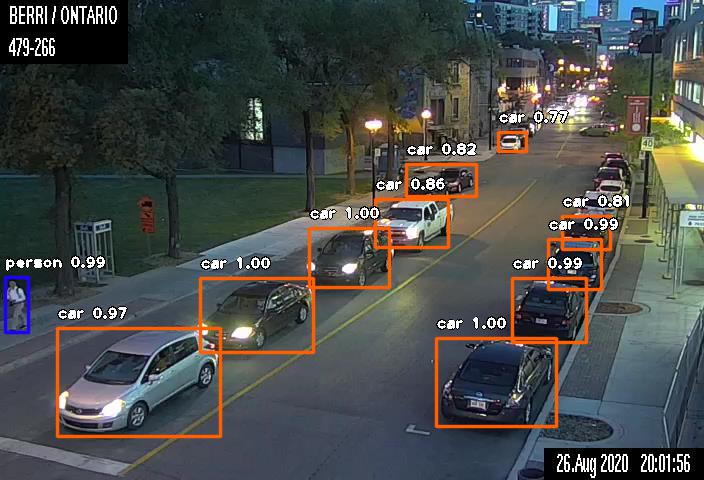 BERRI / ONTARIO
479-266
car 0.77
car 0.82
car 0.86
car 0.81
car 1.00
car 0.99
person 0.99
car 1.00
car 0.99
car 0.97
car 1.00
40
26.Aug 2020 20:01:56